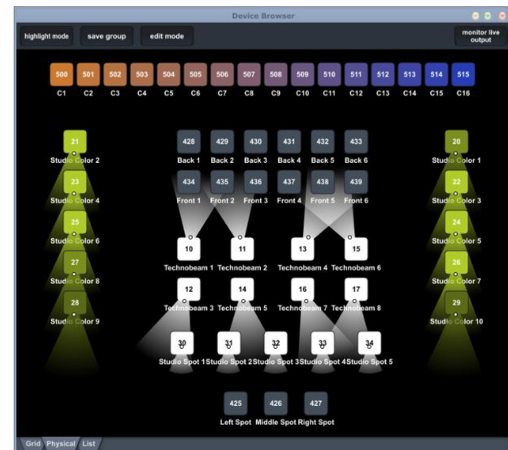 Device Browser
highlight mode save group edit mode monitor live
output
500 501 502 503 504 505 506 507 508 509 510 511 512 513 514 515
C1 C2 C3 C4 C5 C6 C7 C8 C9 C10 C11 C12 C13 C14 C15 C16
21 428 429 430 431 432 433 20
Studio Color 2 Back 1 Back 2 Back 3 Back 4 Back 5 Back 6 Studio Color 1
23 434 435 436 437 438 439 22
Studio Color 4 Front 1 Front 2 Front 3 Front 4 Front 5 Front 6 Studio Color 3
25 24
Studio Color 6 Studio Color 5
10 11 13 15
27 26
Technobeam 1 Technobeam 2 Technobeam 4 Technobeam 6
Studio Color 8 Studio Color 7
12 14 16 17
28 29
Technobeam 3 Technobeam 5 Technobeam 7 Technobeam 8
Studio Color 9 Studio Color 10
30 31 32 33 34
Studio Spot 1 Studio Spot 2 Studio Spot 3 Studio Spot 4 Studio Spot 5
425 426 427
Left Spot Middle Spot Right Spot
Grid Physical List